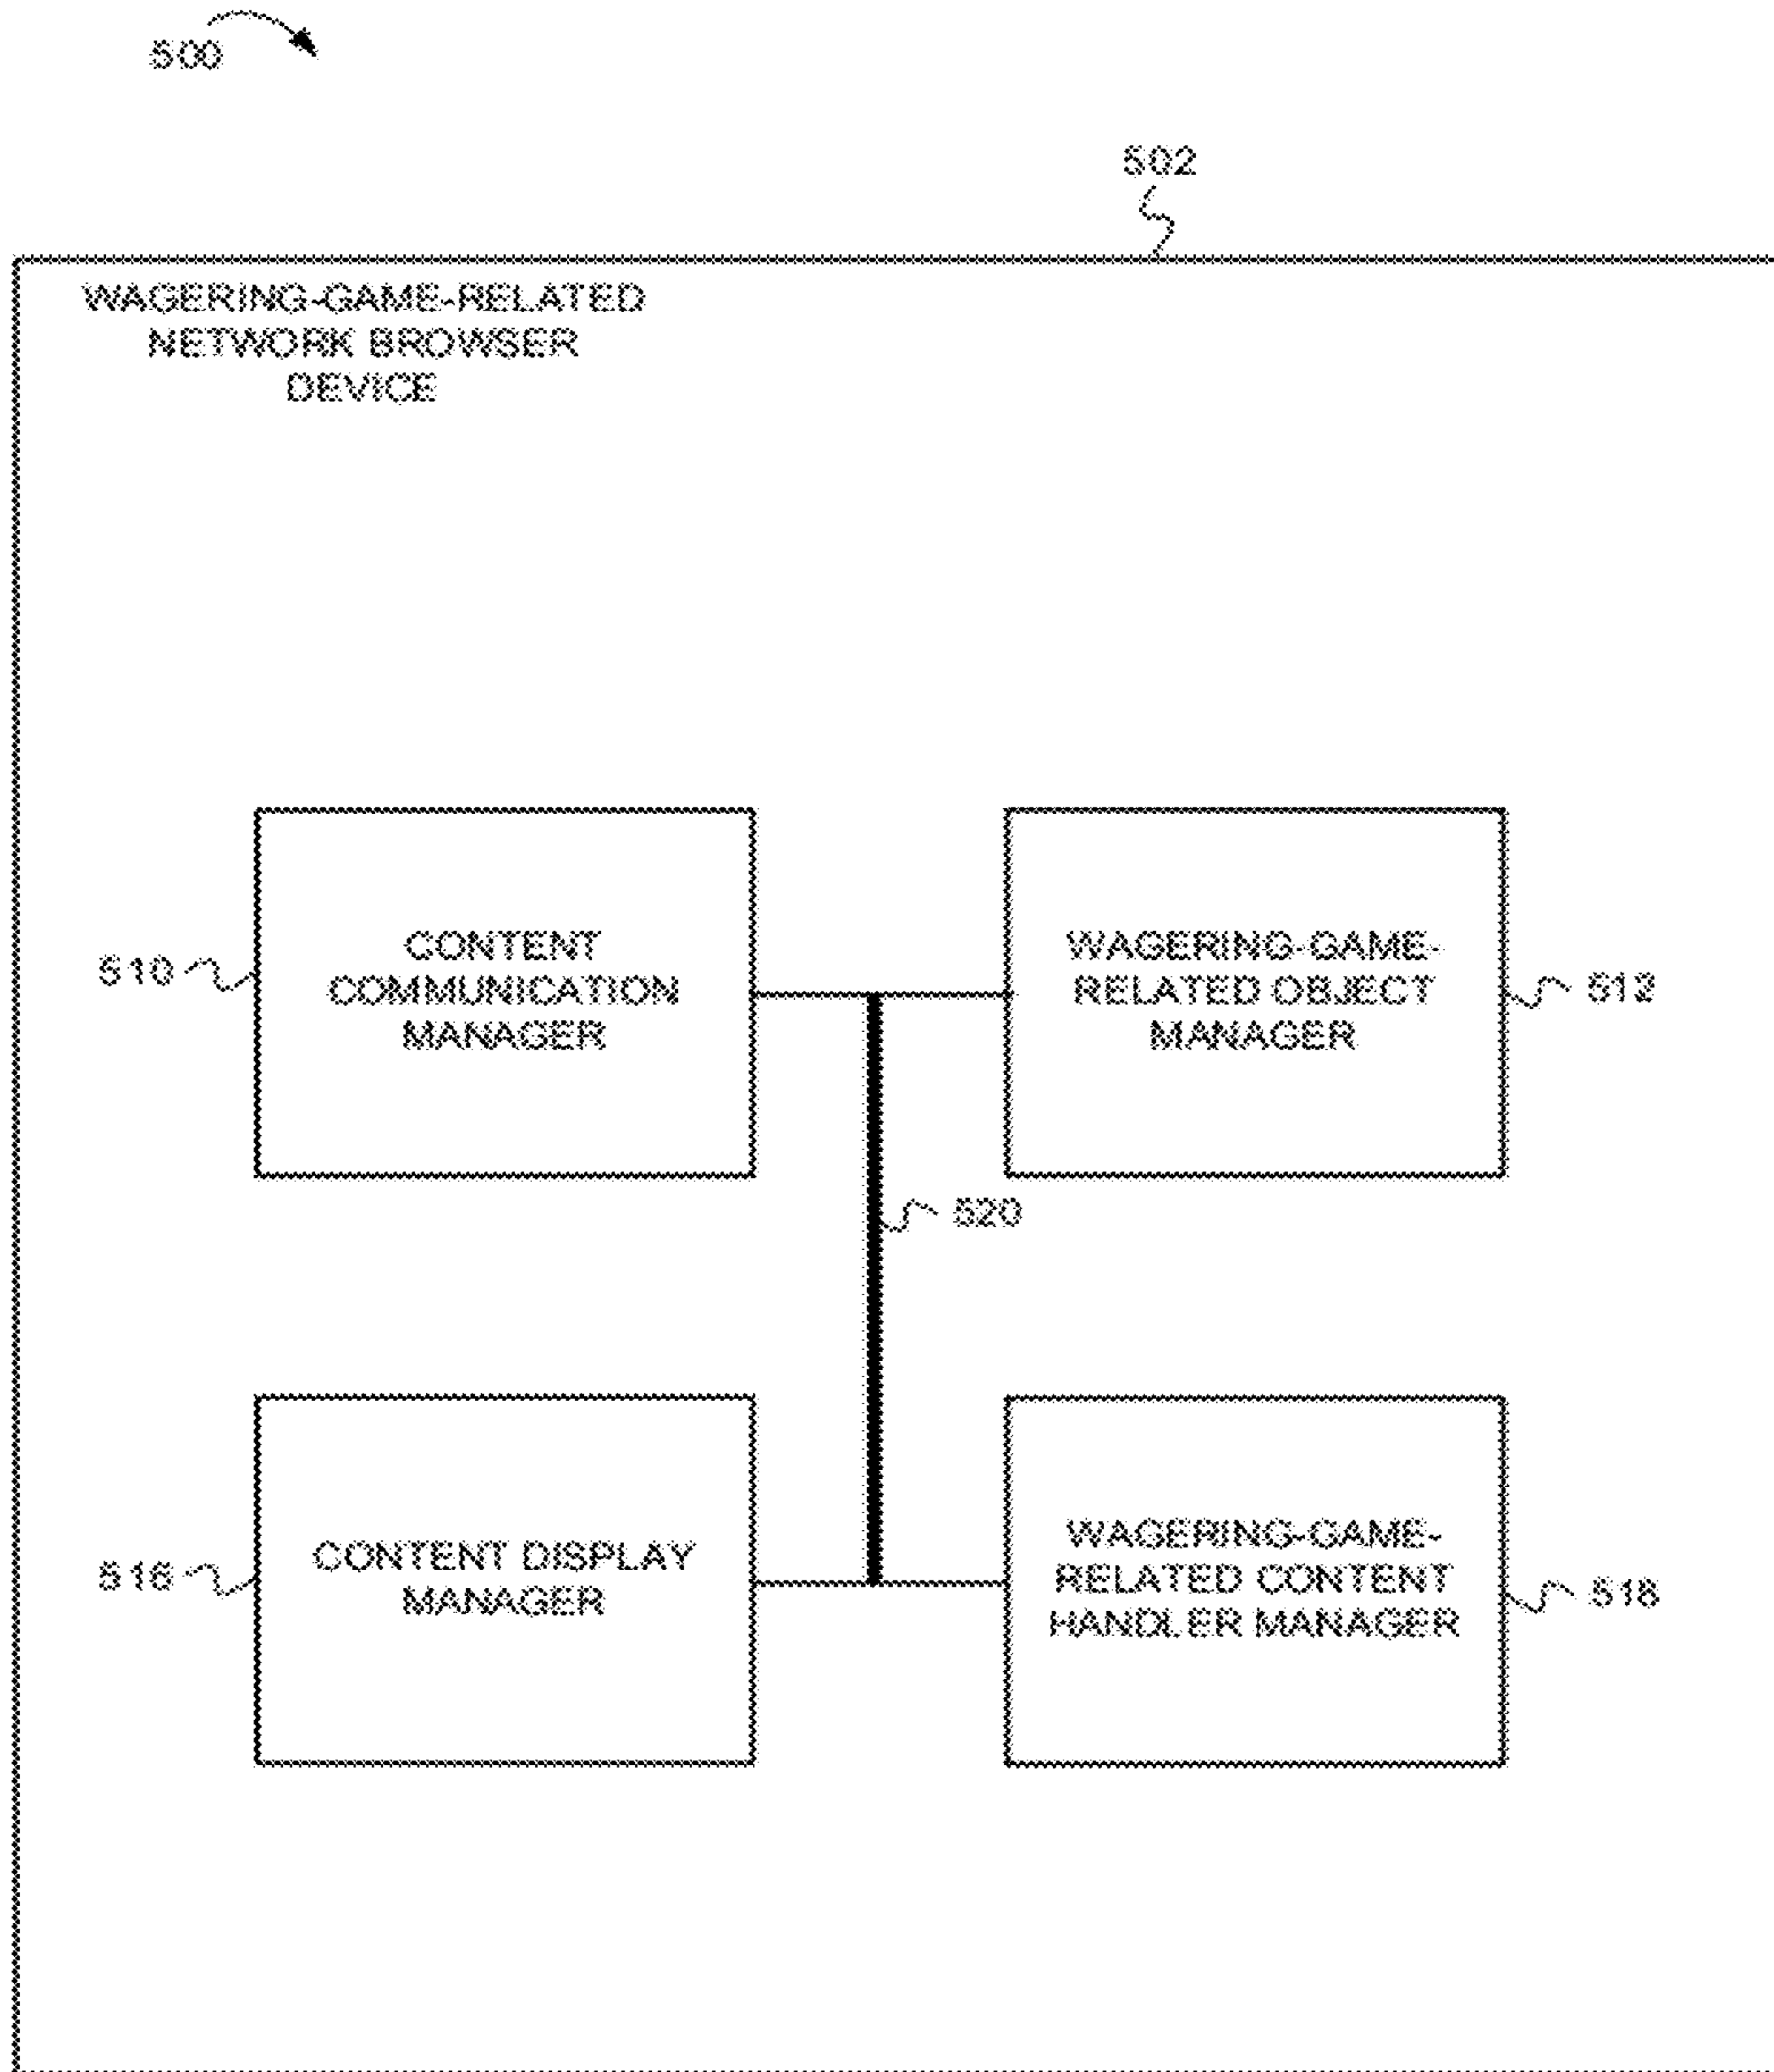 500
502
WAGERING-GAME-RELATED
NETWORK BROWSER
DEVICE
CONTENT
COMMUNICATION
MANAGER
510
WAGERING-GAME-
RELATED OBJECT
MANAGER
512
520
CONTENT DISPLAY
MANAGER
516
WAGERING-GAME-
RELATED CONTENT
HANDLER MANAGER
518